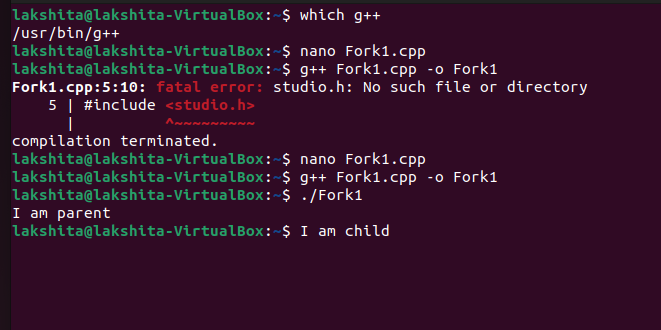 lakshita@lakshita-VirtualBox:~$ which g++
/usr/bin/g++
lakshita@lakshita-VirtualBox:~$ nano Fork1.cpp
lakshita@lakshita-VirtualBox:~$ g++ Fork1.cpp -o Fork1
Fork1.cpp:5:10: fatal error: studio.h: No such file or directory
    5 | #include <studio.h>
      |          ^~~~~~~~~~
compilation terminated.
lakshita@lakshita-VirtualBox:~$ nano Fork1.cpp
lakshita@lakshita-VirtualBox:~$ g++ Fork1.cpp -o Fork1
lakshita@lakshita-VirtualBox:~$ ./Fork1
I am parent
lakshita@lakshita-VirtualBox:~$ I am child